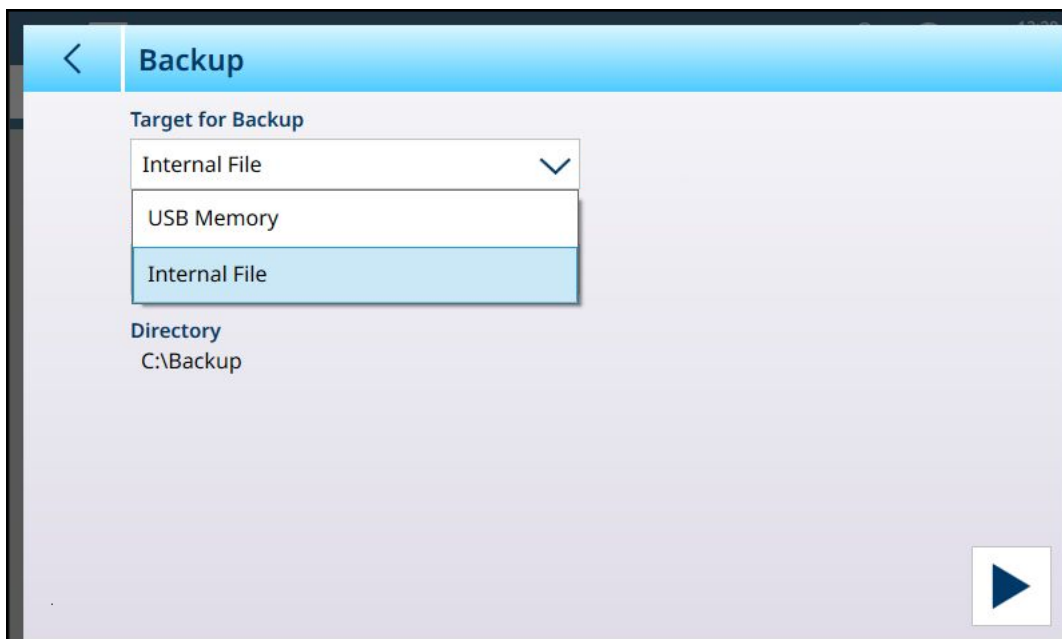 Backup
Target for Backup
Internal File
USB Memory
Internal File
Directory
C:\Backup